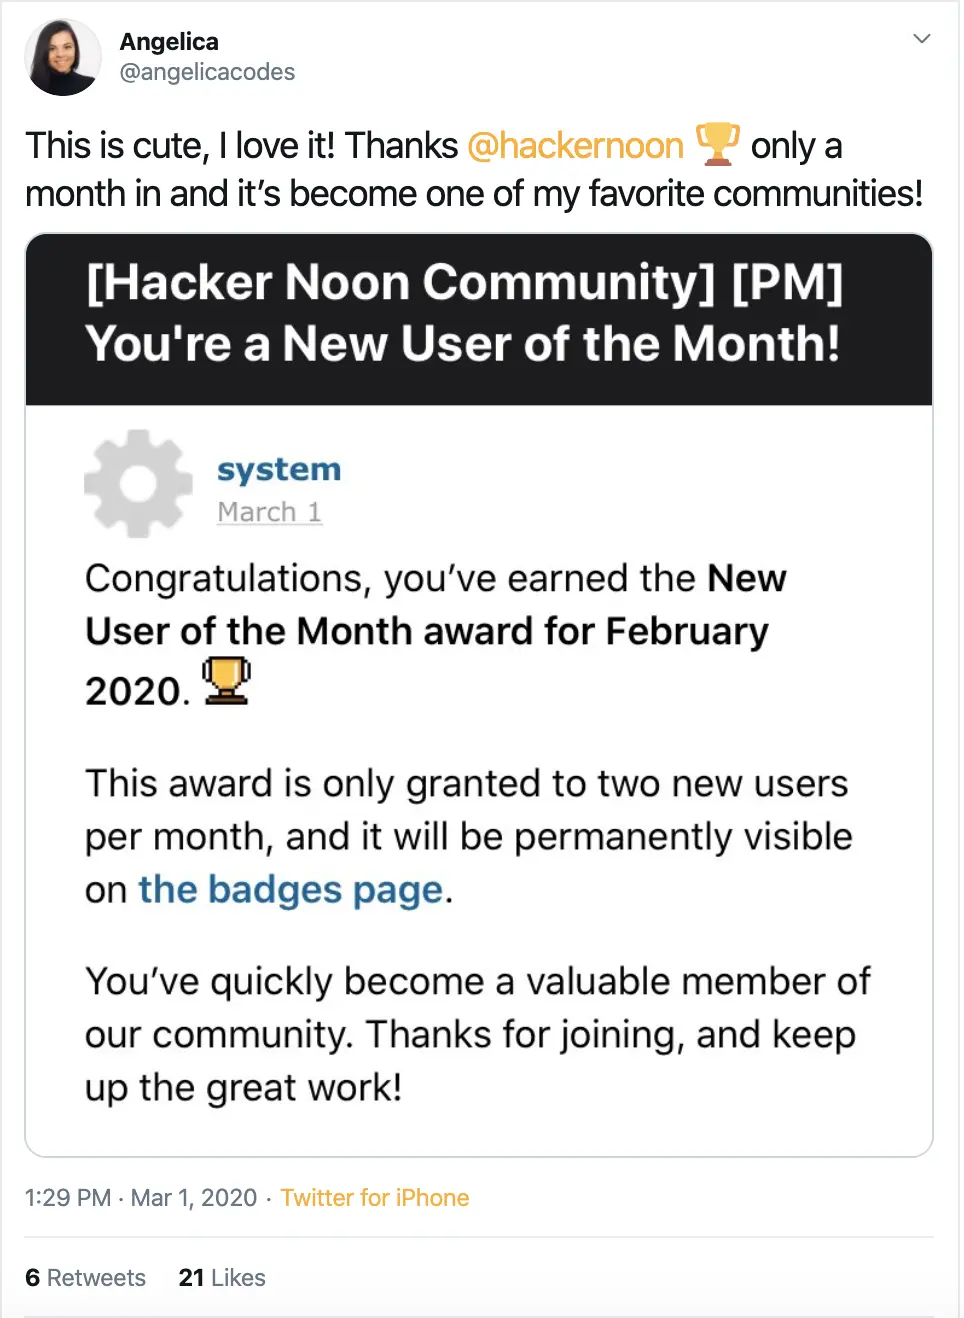 Angelica
@angelicacodes
This is cute, I love it! Thanks @hackernoon 🏆 only a
month in and it’s become one of my favorite communities!
[Hacker Noon Community] [PM]
You're a New User of the Month!
system
March 1
Congratulations, you’ve earned the New
User of the Month award for February
2020. 🏆
This award is only granted to two new users
per month, and it will be permanently visible
on the badges page.
You’ve quickly become a valuable member of
our community. Thanks for joining, and keep
up the great work!
1:29 PM · Mar 1, 2020 · Twitter for iPhone
6 Retweets 21 Likes